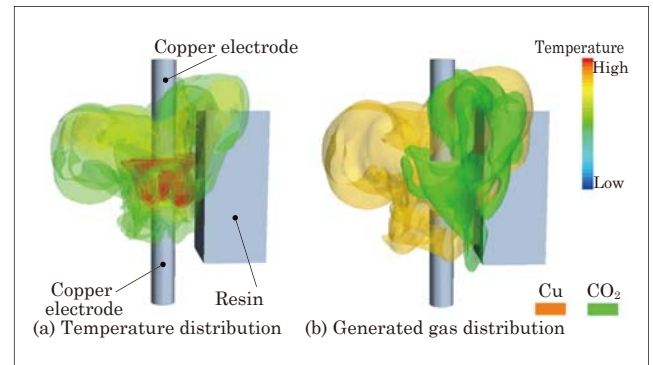 Copper electrode
Temperature
High
Low
Copper
electrode
Resin
Cu
CO₂
(a) Temperature distribution
(b) Generated gas distribution